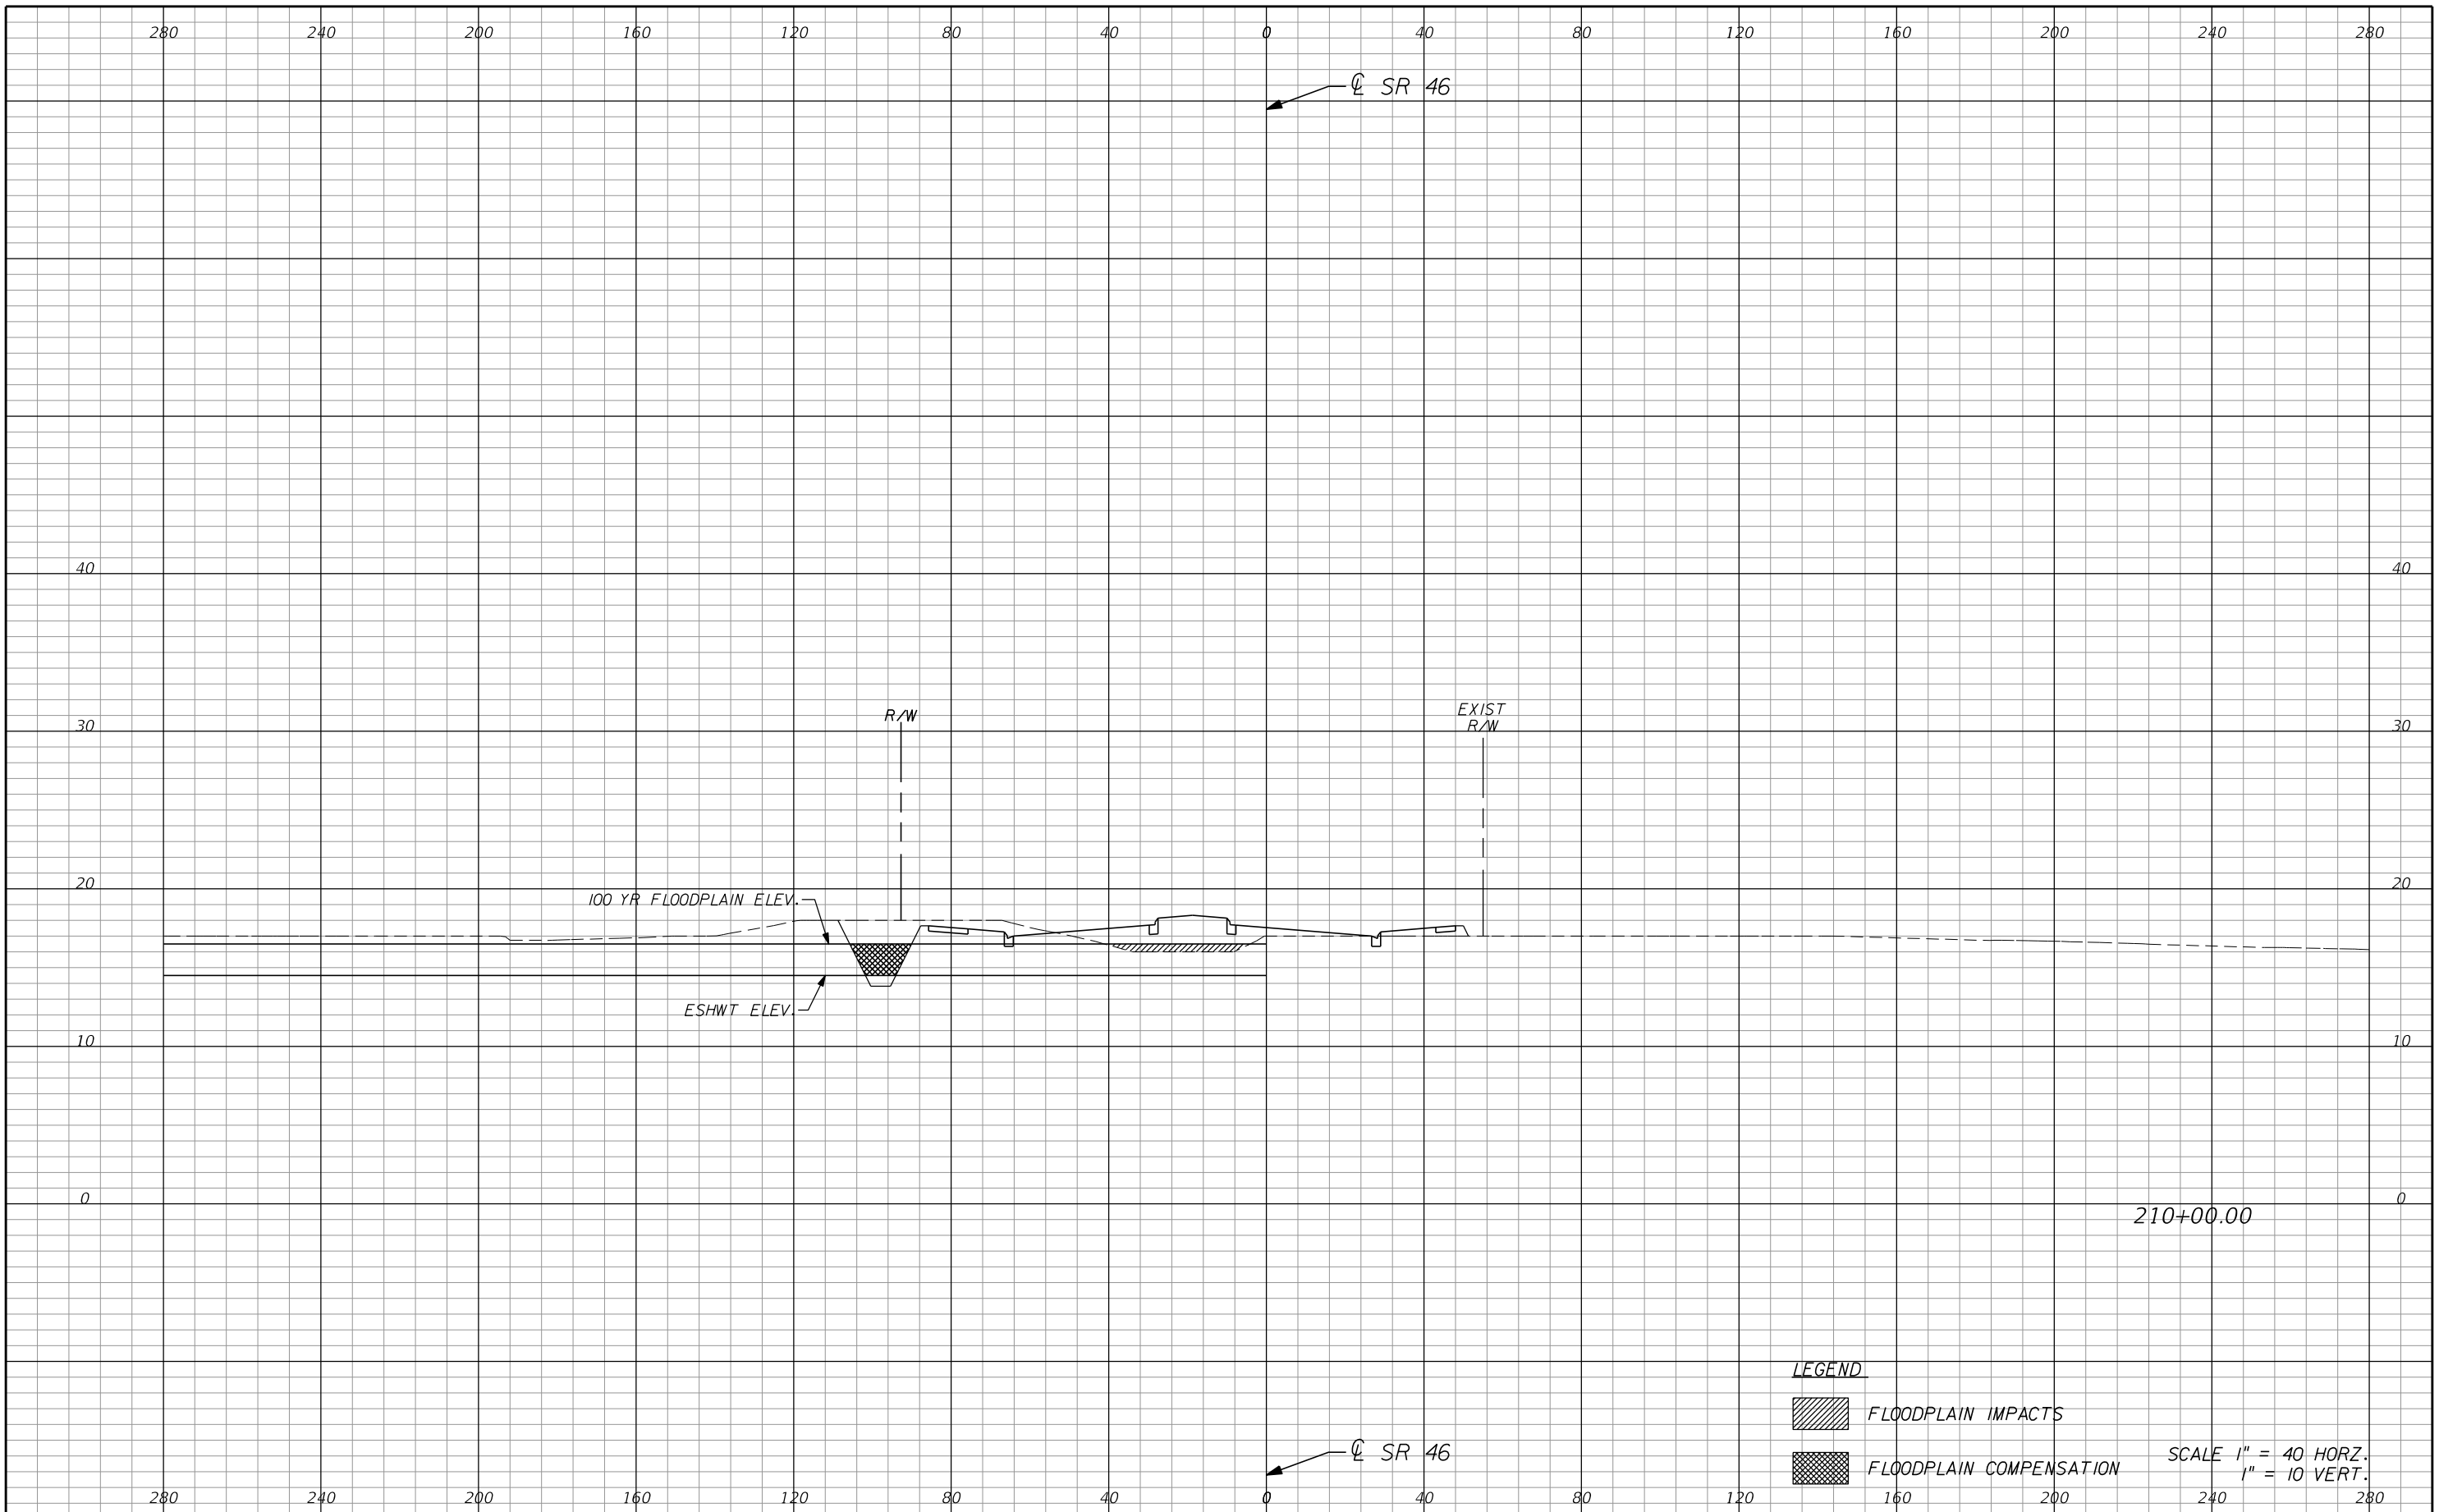 280 240 200 160 120 80 40 0 40 80 120 160 200 240 280
℄ SR 46
40 40
R/W
EXIST
R/W
30 30
20 20
100 YR FLOODPLAIN ELEV.
ESHWT ELEV.
10 10
0 0
210+00.00
LEGEND
FLOODPLAIN IMPACTS
℄ SR 46
FLOODPLAIN COMPENSATION
SCALE 1" = 40 HORZ.
1" = 10 VERT.
280 240 200 160 120 80 40 0 40 80 120 160 200 240 280